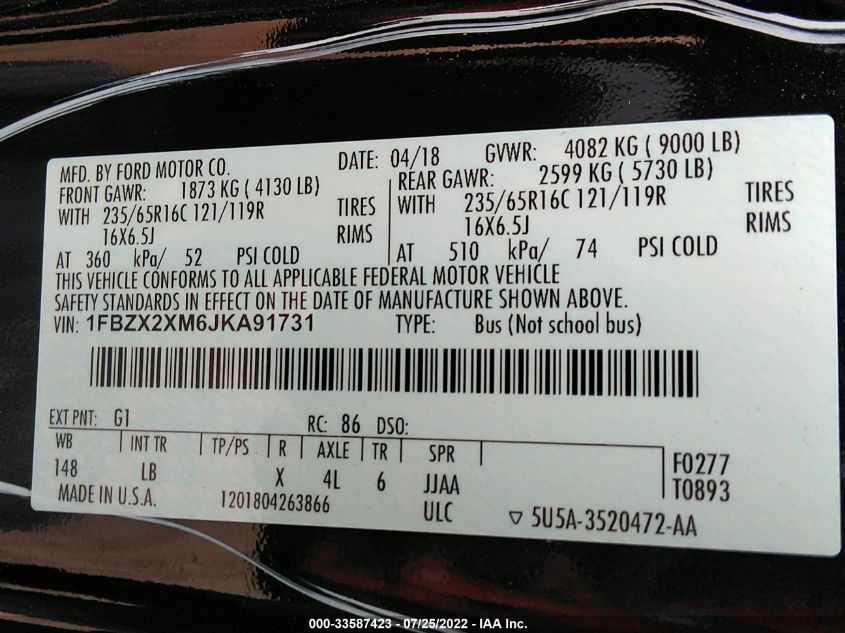 MFD. BY FORD MOTOR CO. DATE: 04/18 GVWR: 4082 KG ( 9000 LB)
FRONT GAWR: 1873 KG ( 4130 LB) REAR GAWR: 2599 KG ( 5730 LB)
WITH 235/65R16C 121/119R TIRES WITH 235/65R16C 121/119R TIRES
16X6.5J RIMS 16X6.5J RIMS
AT 360 kPa/ 52 PSI COLD AT 510 kPa/ 74 PSI COLD
THIS VEHICLE CONFORMS TO ALL APPLICABLE FEDERAL MOTOR VEHICLE
SAFETY STANDARDS IN EFFECT ON THE DATE OF MANUFACTURE SHOWN ABOVE.
VIN: 1FBZX2XM6JKA91731 TYPE: Bus (Not school bus)
EXT PNT: G1 RC: 86 DSO:
WB INT TR TP/PS R AXLE TR SPR
148 LB X 4L 6 JJAA F0277
MADE IN U.S.A. 1201804263866 ULC T0893
5U5A-3520472-AA
000-33587423 - 07/25/2022 - IAA Inc.